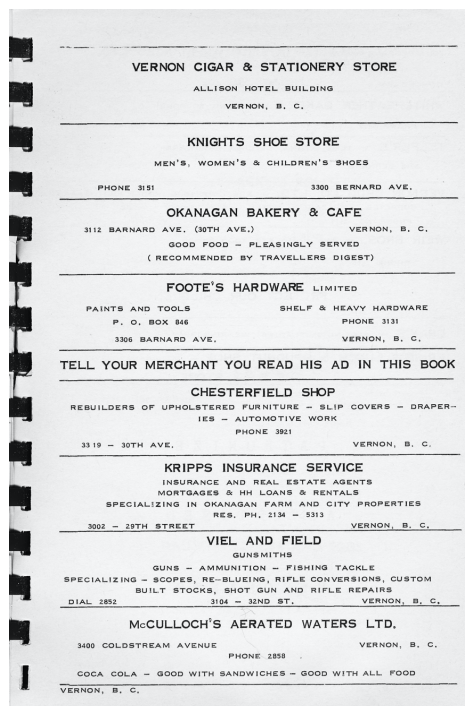 VERNON CIGAR & STATIONERY STORE
ALLISON HOTEL BUILDING
VERNON, B. C.
KNIGHTS SHOE STORE
MEN'S, WOMEN'S & CHILDREN'S SHOES
PHONE 3151 3300 BERNARD AVE.
OKANAGAN BAKERY & CAFE
3112 BARNARD AVE. (30TH AVE.) VERNON, B. C.
GOOD FOOD – PLEASINGLY SERVED
( RECOMMENDED BY TRAVELLERS DIGEST)
FOOTE'S HARDWARE LIMITED
PAINTS AND TOOLS SHELF & HEAVY HARDWARE
P. O. BOX 846 PHONE 3131
3306 BARNARD AVE. VERNON, B. C.
TELL YOUR MERCHANT YOU READ HIS AD IN THIS BOOK
CHESTERFIELD SHOP
REBUILDERS OF UPHOLSTERED FURNITURE – SLIP COVERS – DRAPER–
IES – AUTOMOTIVE WORK
PHONE 3921
3319 – 30TH AVE. VERNON, B. C.
KRIPPS INSURANCE SERVICE
INSURANCE AND REAL ESTATE AGENTS
MORTGAGES & HH LOANS & RENTALS
SPECIALIZING IN OKANAGAN FARM AND CITY PROPERTIES
RES. PH. 2134 – 5313
3002 – 29TH STREET VERNON, B. C.
VIEL AND FIELD
GUNSMITHS
GUNS – AMMUNITION – FISHING TACKLE
SPECIALIZING – SCOPES, RE–BLUEING, RIFLE CONVERSIONS, CUSTOM
BUILT STOCKS, SHOT GUN AND RIFLE REPAIRS
DIAL 2852 3104 – 32ND ST. VERNON, B. C.
McCULLOCH'S AERATED WATERS LTD.
3400 COLDSTREAM AVENUE VERNON, B. C.
PHONE 2858
COCA COLA – GOOD WITH SANDWICHES – GOOD WITH ALL FOOD
VERNON, B. C.